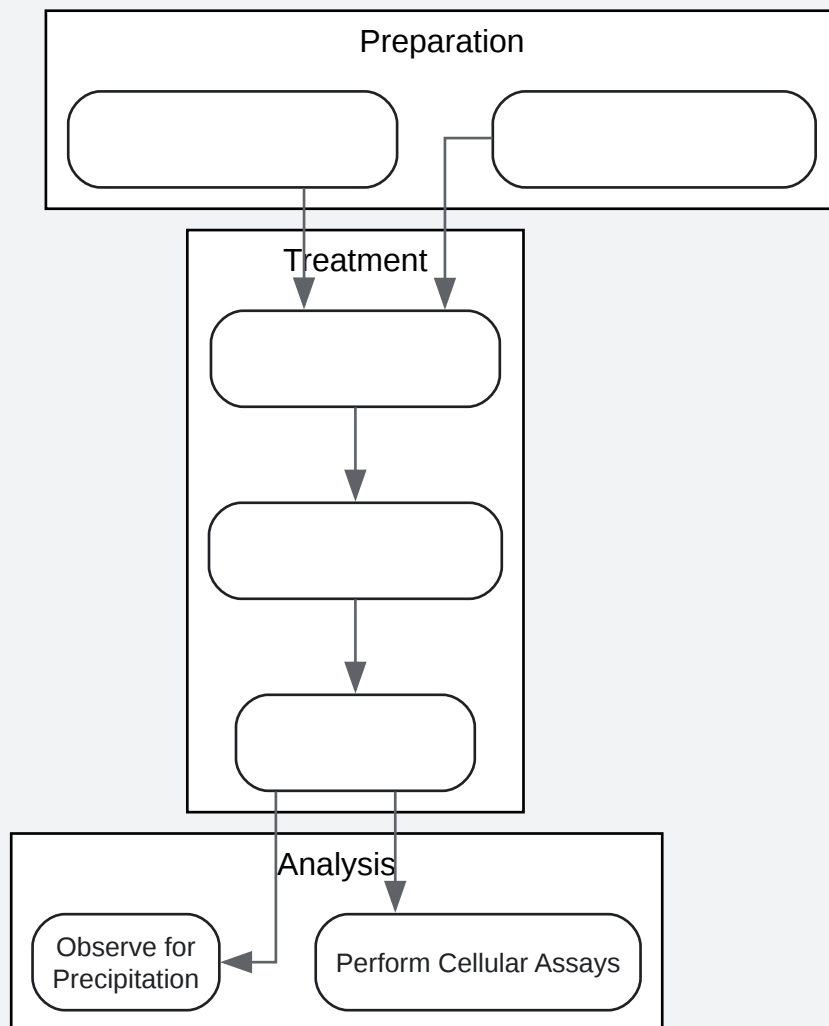 Preparation
Treatment
Analysis
Observe for
Precipitation
Perform Cellular Assays